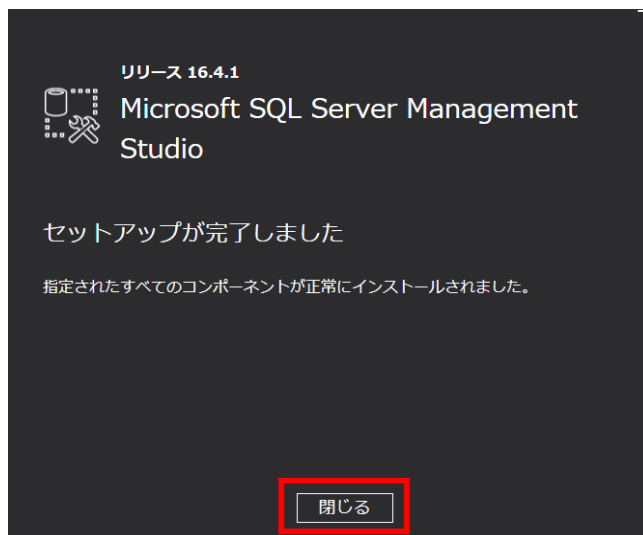 リリース 16.4.1
Microsoft SQL Server Management
Studio
セットアップが完了しました
指定されたすべてのコンポーネントが正常にインストールされました。
閉じる